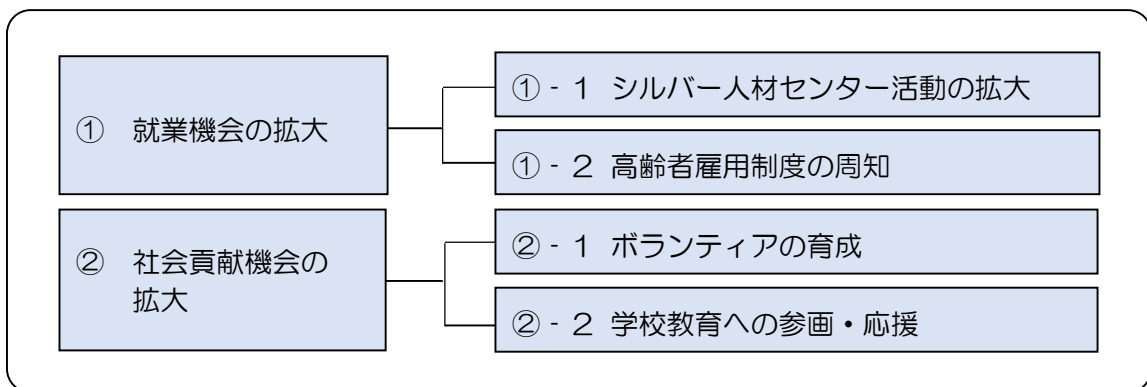 ① 就業機会の拡大
①‐１ シルバー人材センター活動の拡大
①‐２ 高齢者雇用制度の周知
② 社会貢献機会の
拡大
②‐１ ボランティアの育成
②‐２ 学校教育への参画・応援